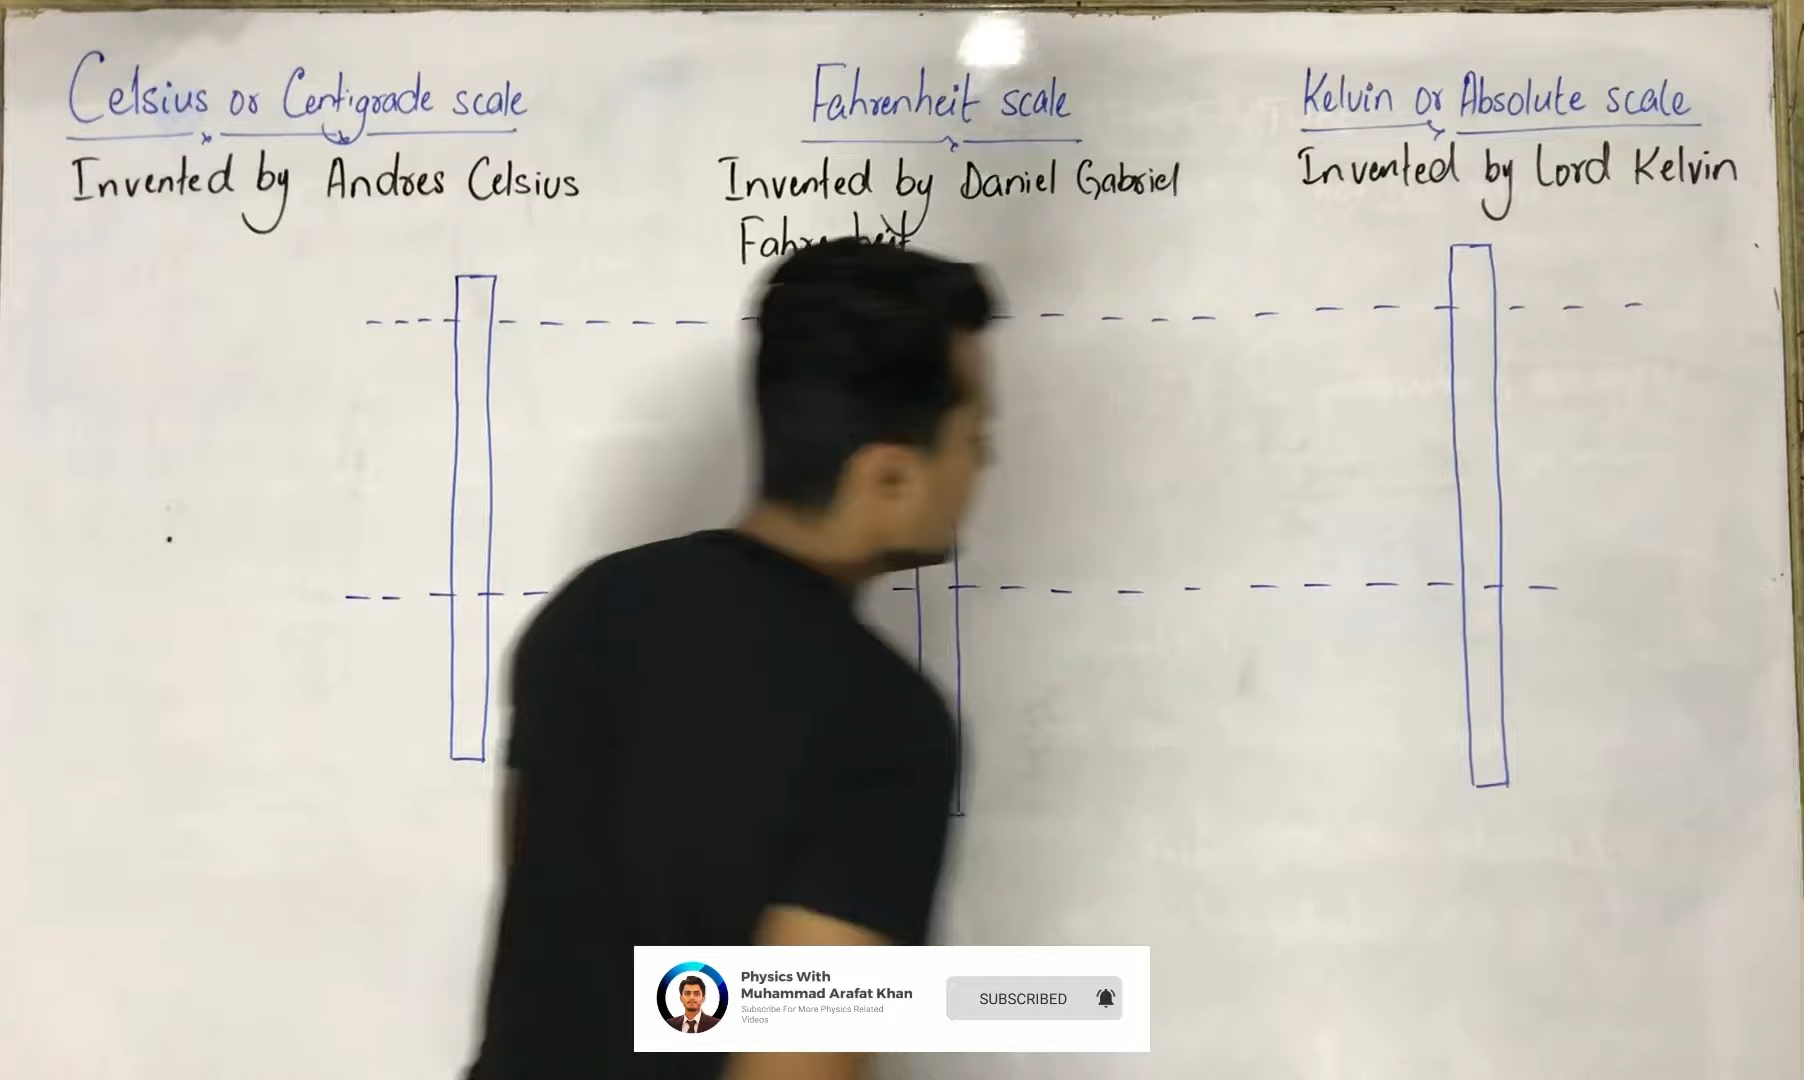 Celsius or Centigrade scale
Invented by Andres Celsius
Fahrenheit scale
Invented by Daniel Gabriel
Fahrenheit
Kelvin or Absolute scale
Invented by Lord Kelvin
Physics With
Muhammad Arafat Khan
Subscribe For More Physics Related
Videos
SUBSCRIBED